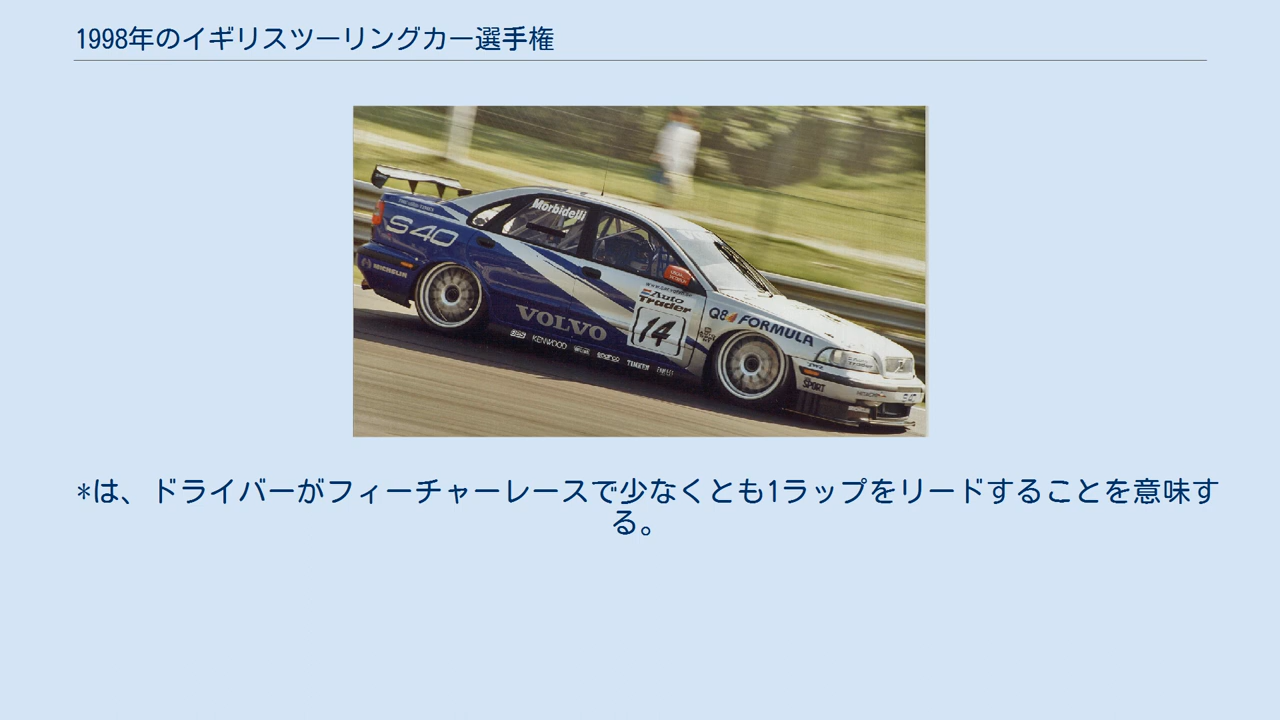 1998年のイギリスツーリングカー選手権
Morbidelli
S40
MICHELIN
Auto
Trader
Q8 FORMULA
VOLVO
14
KENWOOD
sparco
TIMKEN
TWR
SPORT
*は、ドライバーがフィーチャーレースで少なくとも1ラップをリードすることを意味す
る。